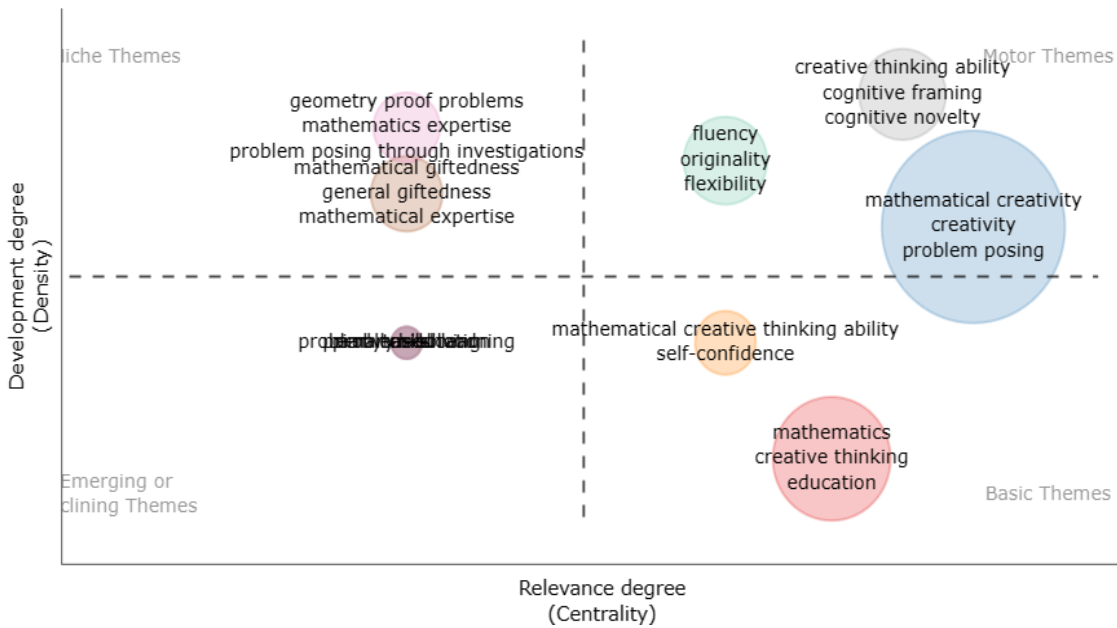 liche Themes
Motor Themes
creative thinking ability
cognitive framing
cognitive novelty
geometry proof problems
mathematics expertise
problem posing through investigations
mathematical giftedness
general giftedness
mathematical expertise
fluency
originality
flexibility
mathematical creativity
creativity
problem posing
mathematical creative thinking ability
self-confidence
mathematics
creative thinking
education
Emerging or
clining Themes
Basic Themes
Development degree
(Density)
Relevance degree
(Centrality)